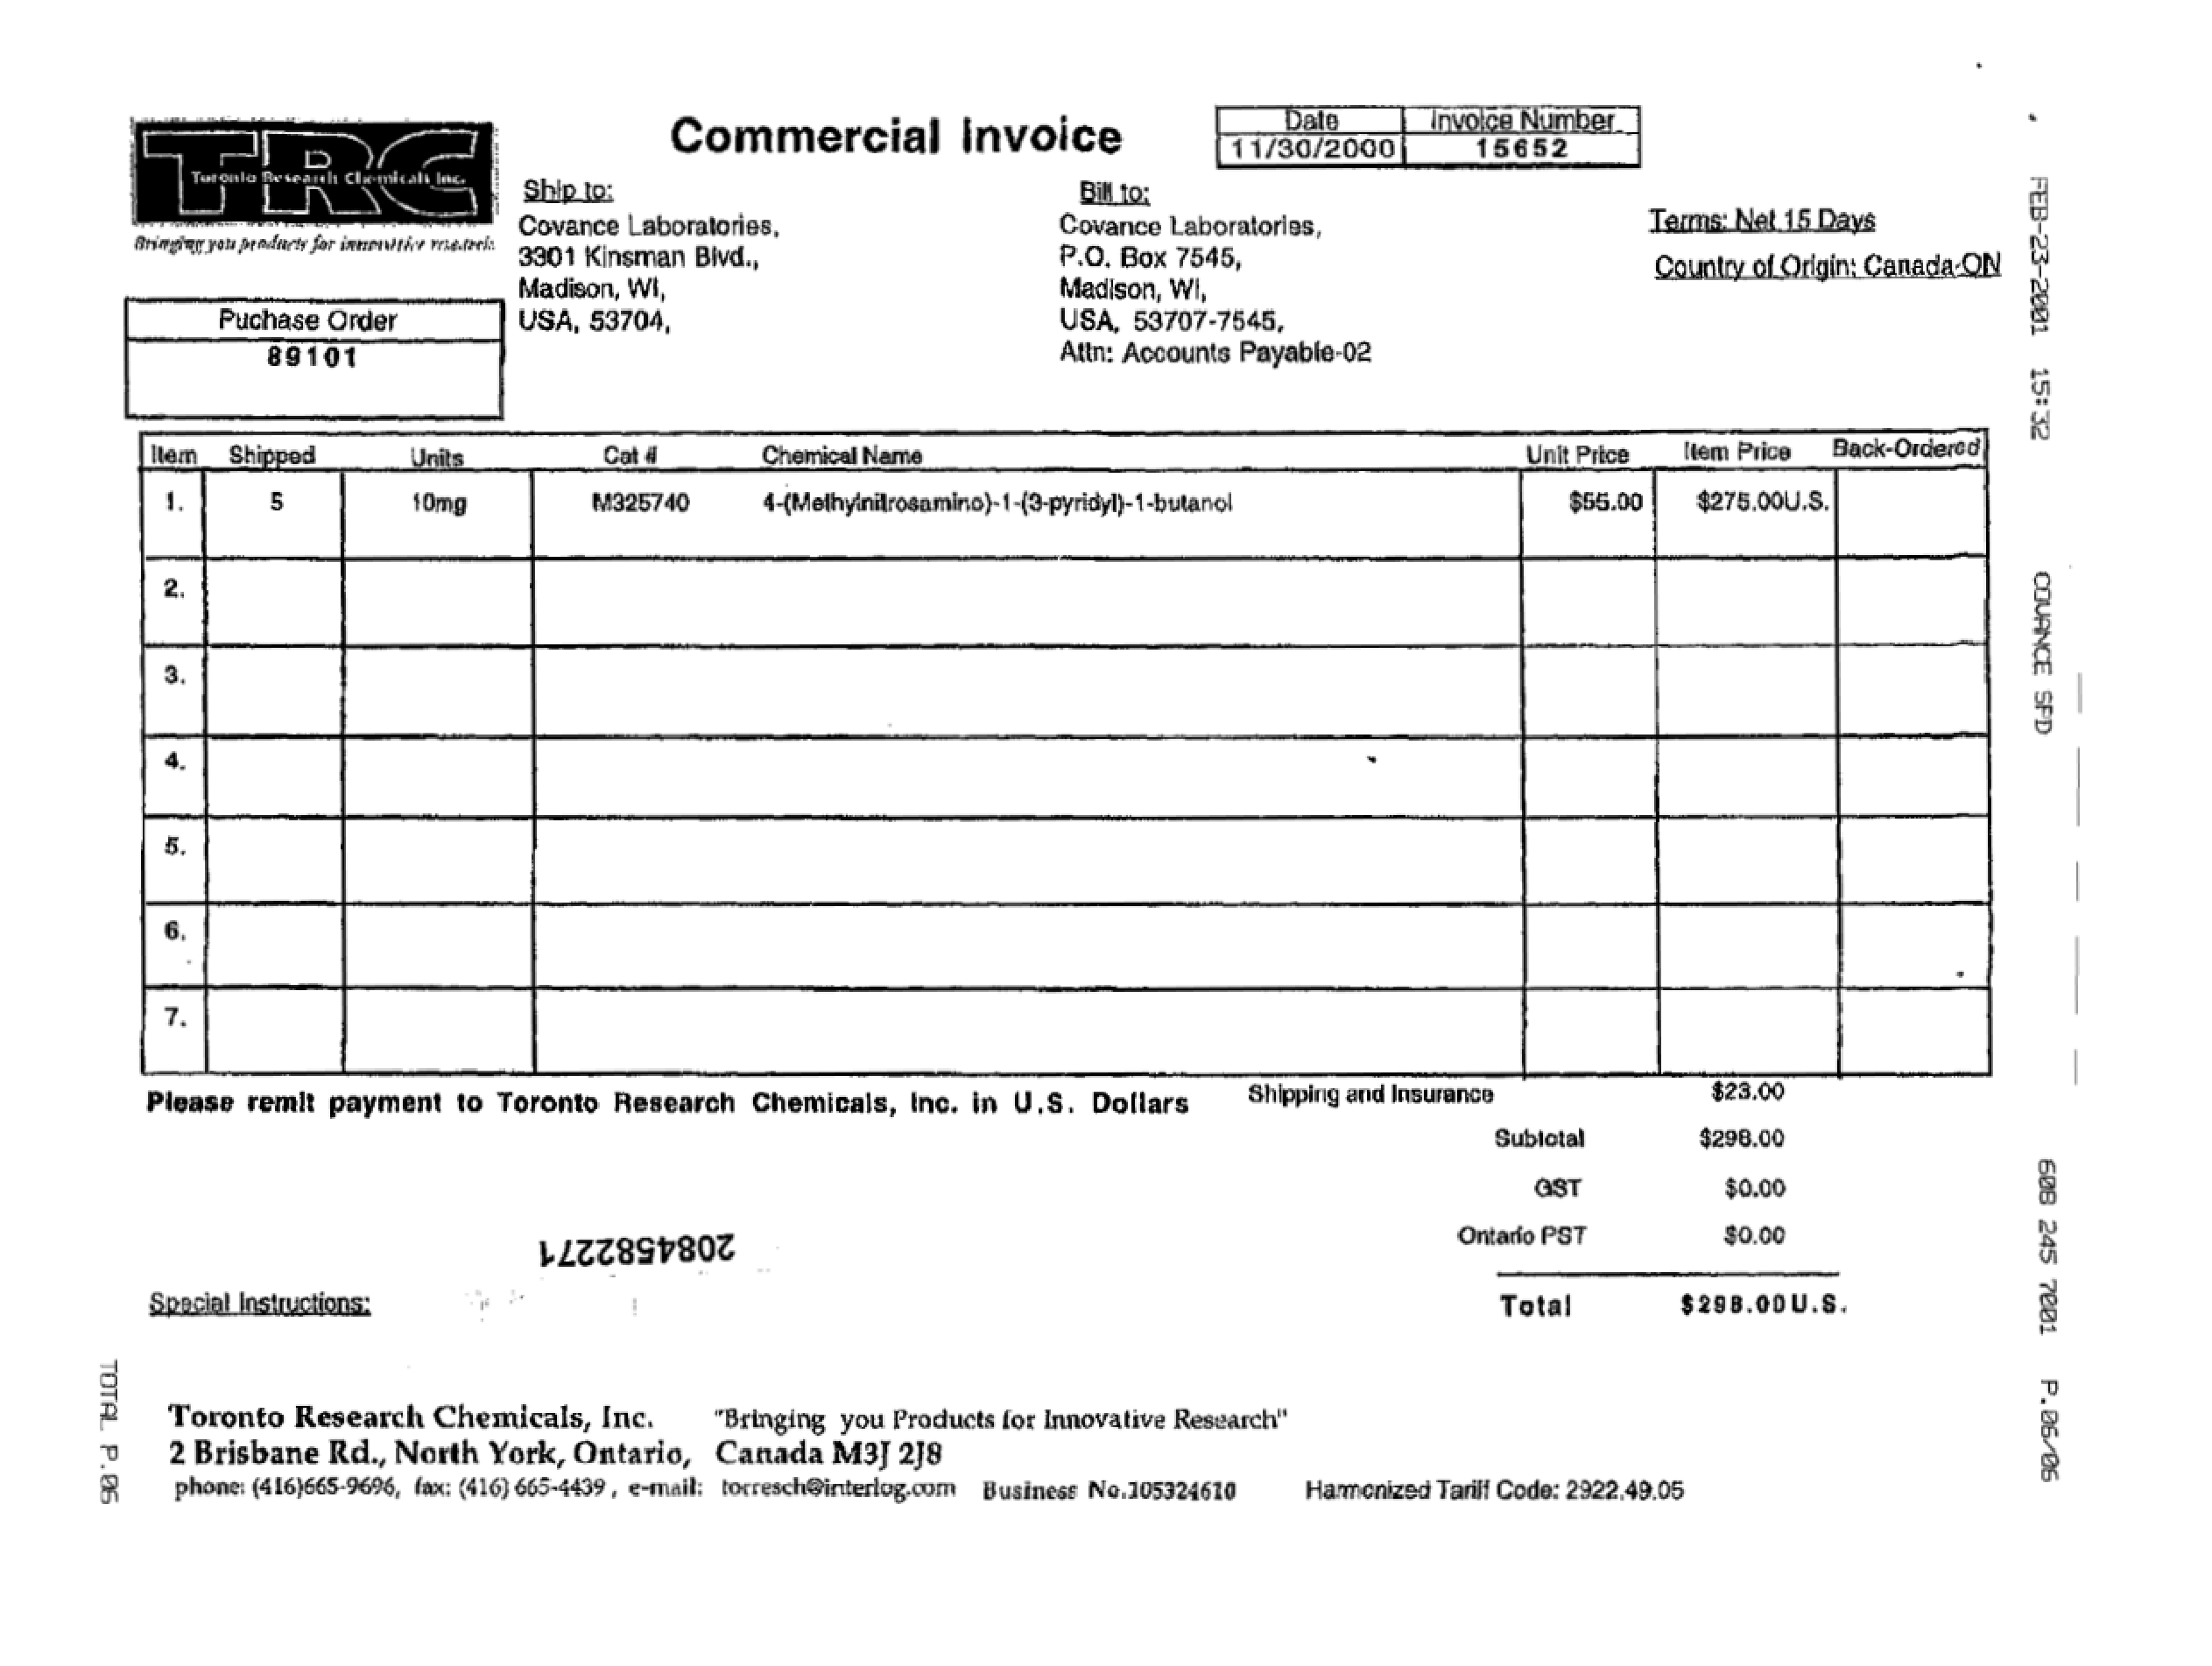 Commercial Invoice
Date Invoice Number
11/30/2000 15652
TRC
Toronto Research Chemicals Inc.
Bringing you products for innovative research
Ship to:
Covance Laboratories,
3301 Kinsman Blvd.,
Madison, WI,
USA, 53704,
Bill to:
Covance Laboratories,
P.O. Box 7545,
Madison, WI,
USA, 53707-7545,
Attn: Accounts Payable-02
Terms: Net 15 Days
Country of Origin: Canada-ON
Puchase Order
89101
Item Shipped Units Cat # Chemical Name Unit Price Item Price Back-Ordered
1. 5 10mg M325740 4-(Methylnitrosamino)-1-(3-pyridyl)-1-butanol $55.00 $275.00U.S.
2.
3.
4.
5.
6.
7.
Please remit payment to Toronto Research Chemicals, Inc. in U.S. Dollars
Shipping and Insurance $23.00
Subtotal $298.00
GST $0.00
Ontario PST $0.00
Total $298.00U.S.
2084582271
Special Instructions:
Toronto Research Chemicals, Inc. "Bringing you Products for Innovative Research"
2 Brisbane Rd., North York, Ontario, Canada M3J 2J8
phone: (416)665-9696, fax: (416) 665-4439, e-mail: torresch@interlog.com Business No.105324610 Harmonized Tariff Code: 2922.49.05
FEB-23-2001 15:32 COVANCE SPD 608 245 7001 P.06/06
TOTAL P.06